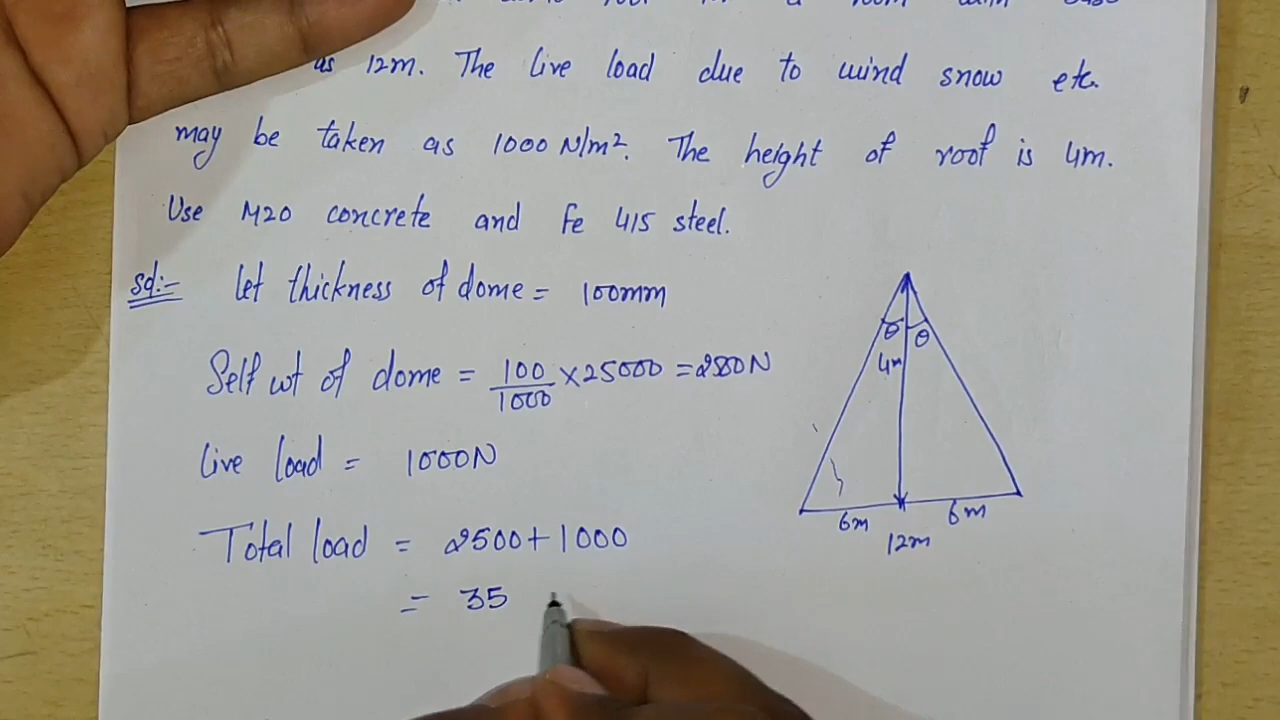 as 12m. The live load due to wind snow etc.
may be taken as 1000 N/m². The height of roof is 4m.
Use M20 concrete and Fe 415 steel.
Sol:- let thickness of dome = 100mm
Self wt of dome = 100/1000 × 25000 = 2500N
live load = 1000N
Total load = 2500 + 1000
= 35
θ θ
4m
6m 6m
12m